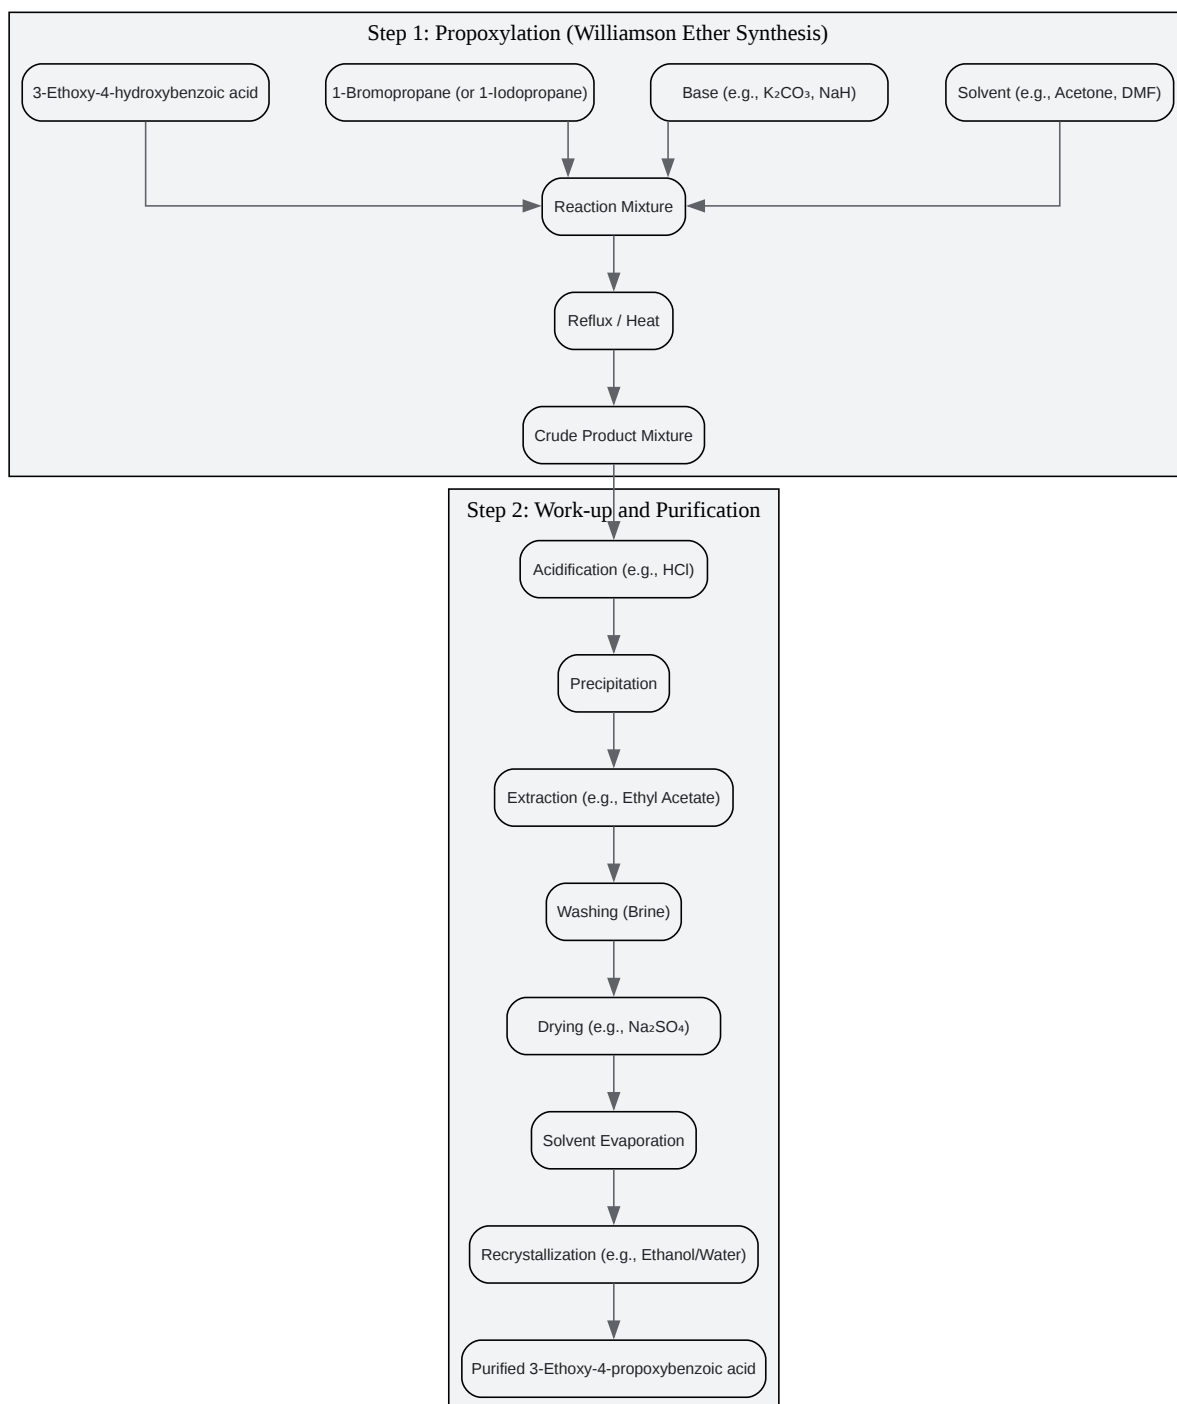 Step 1: Propoxylation (Williamson Ether Synthesis)
3-Ethoxy-4-hydroxybenzoic acid
1-Bromopropane (or 1-Iodopropane)
Base (e.g., K₂CO₃, NaH)
Solvent (e.g., Acetone, DMF)
Reaction Mixture
Reflux / Heat
Crude Product Mixture
Step 2: Work-up and Purification
Acidification (e.g., HCl)
Precipitation
Extraction (e.g., Ethyl Acetate)
Washing (Brine)
Drying (e.g., Na₂SO₄)
Solvent Evaporation
Recrystallization (e.g., Ethanol/Water)
Purified 3-Ethoxy-4-propoxybenzoic acid